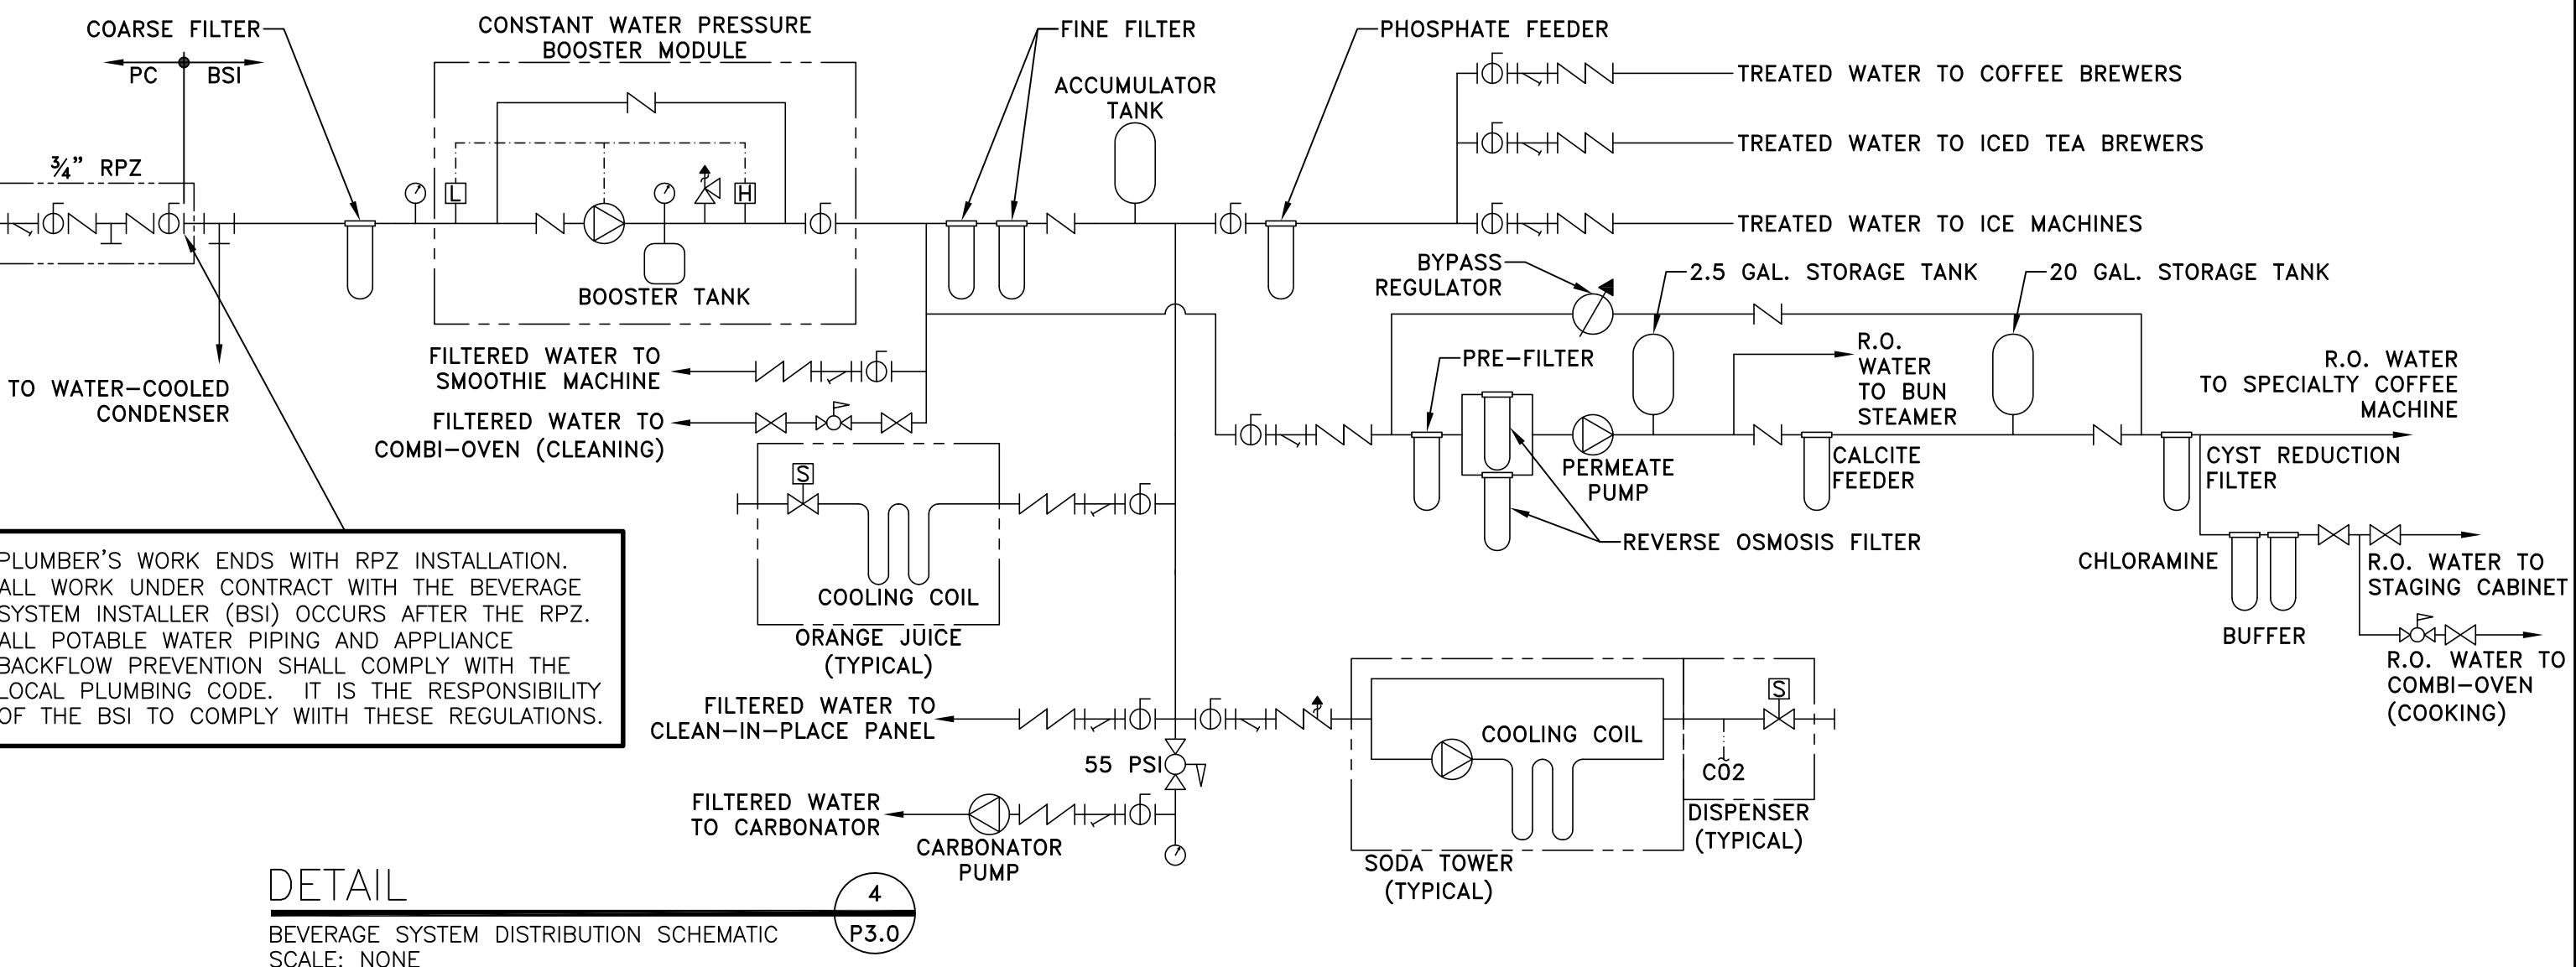 COARSE FILTER
PC
BSI
¾" RPZ
CONSTANT WATER PRESSURE
BOOSTER MODULE
L
H
BOOSTER TANK
FINE FILTER
ACCUMULATOR
TANK
PHOSPHATE FEEDER
TREATED WATER TO COFFEE BREWERS
TREATED WATER TO ICED TEA BREWERS
TREATED WATER TO ICE MACHINES
BYPASS
REGULATOR
2.5 GAL. STORAGE TANK
20 GAL. STORAGE TANK
TO WATER-COOLED
CONDENSER
FILTERED WATER TO
SMOOTHIE MACHINE
FILTERED WATER TO
COMBI-OVEN (CLEANING)
PRE-FILTER
R.O.
WATER
TO BUN
STEAMER
R.O. WATER
TO SPECIALTY COFFEE
MACHINE
PERMEATE
PUMP
CALCITE
FEEDER
CYST REDUCTION
FILTER
REVERSE OSMOSIS FILTER
S
COOLING COIL
ORANGE JUICE
(TYPICAL)
CHLORAMINE
BUFFER
R.O. WATER TO
STAGING CABINET
R.O. WATER TO
COMBI-OVEN
(COOKING)
PLUMBER'S WORK ENDS WITH RPZ INSTALLATION.
ALL WORK UNDER CONTRACT WITH THE BEVERAGE
SYSTEM INSTALLER (BSI) OCCURS AFTER THE RPZ.
ALL POTABLE WATER PIPING AND APPLIANCE
BACKFLOW PREVENTION SHALL COMPLY WITH THE
LOCAL PLUMBING CODE. IT IS THE RESPONSIBILITY
OF THE BSI TO COMPLY WIITH THESE REGULATIONS.
FILTERED WATER TO
CLEAN-IN-PLACE PANEL
55 PSI
FILTERED WATER
TO CARBONATOR
CARBONATOR
PUMP
COOLING COIL
SODA TOWER
(TYPICAL)
S
CO2
DISPENSER
(TYPICAL)
DETAIL
4
P3.0
BEVERAGE SYSTEM DISTRIBUTION SCHEMATIC
SCALE: NONE